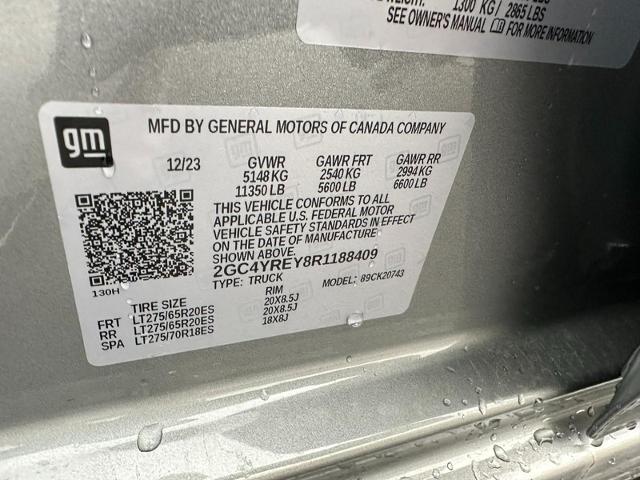 1300 KG / 2865 LBS
SEE OWNER'S MANUAL FOR MORE INFORMATION
gm
MFD BY GENERAL MOTORS OF CANADA COMPANY
12/23 GVWR GAWR FRT GAWR RR
5148 KG 2540 KG 2994 KG
11350 LB 5600 LB 6600 LB
THIS VEHICLE CONFORMS TO ALL
APPLICABLE U.S. FEDERAL MOTOR
VEHICLE SAFETY STANDARDS IN EFFECT
ON THE DATE OF MANUFACTURE
SHOWN ABOVE.
2GC4YREY8R1188409
TYPE: TRUCK MODEL: 89CK20743
130H
TIRE SIZE RIM
FRT LT275/65R20ES 20X8.5J
RR LT275/65R20ES 20X8.5J
SPA LT275/70R18ES 18X8J